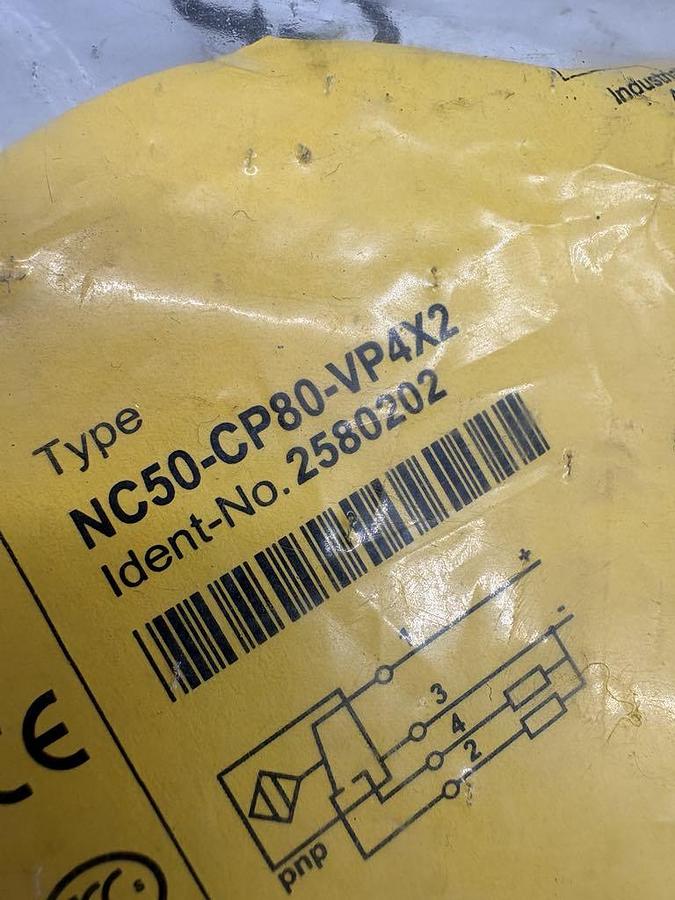 Type
NC50-CP80-VP4X2
Ident-No. 2580202
+
-
1
3
4
2
pnp
CE